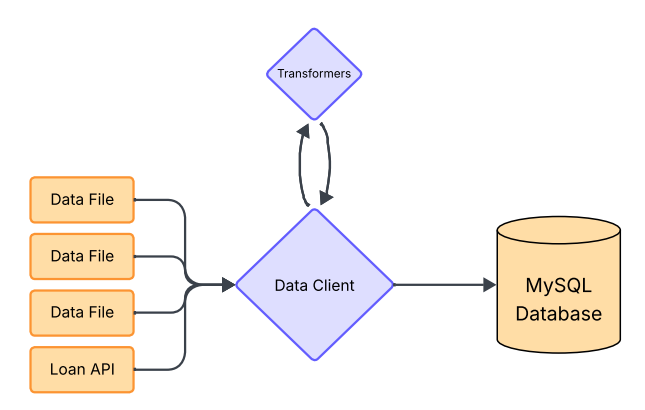 Transformers
Data File
Data File
Data File
Loan API
Data Client
MySQL
Database